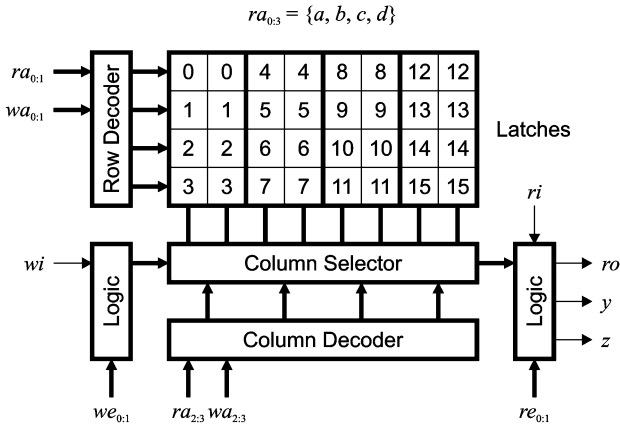 ra0:3 = {a, b, c, d}
ra0:1
wa0:1
Row Decoder
0 0 4 4 8 8 12 12
1 1 5 5 9 9 13 13
2 2 6 6 10 10 14 14
3 3 7 7 11 11 15 15
Latches
ri
wi
Logic
Column Selector
Logic
ro
y
z
Column Decoder
we0:1
ra2:3 wa2:3
re0:1